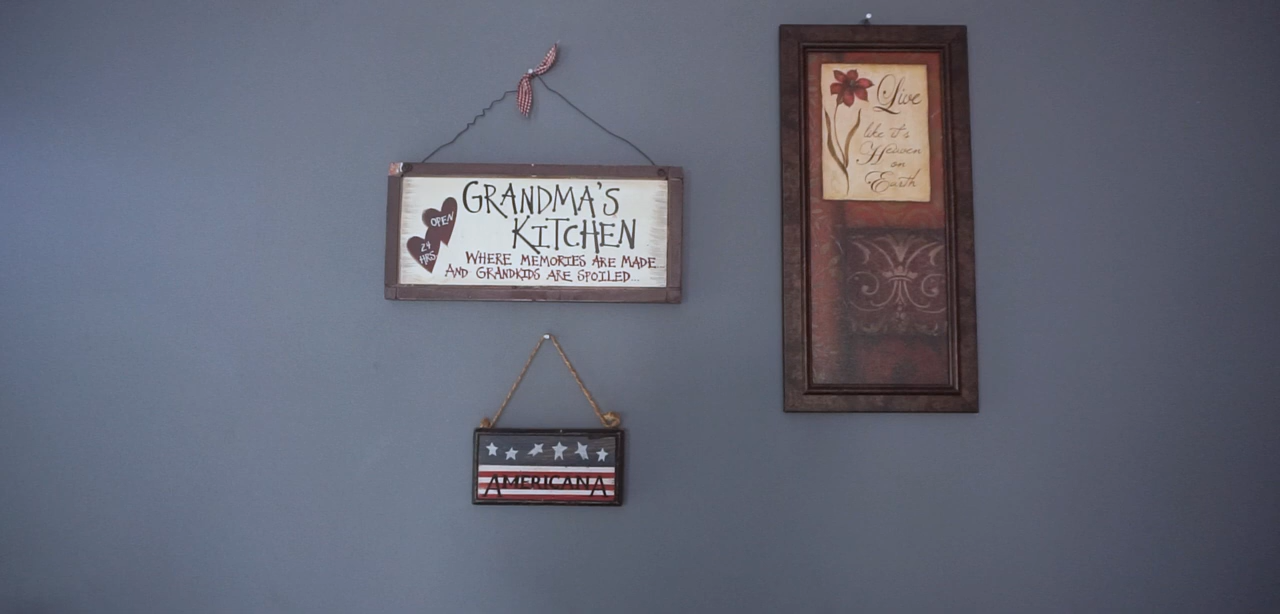 GRANDMA'S
KITCHEN
OPEN
24
HRS
WHERE MEMORIES ARE MADE
AND GRANDKIDS ARE SPOILED...
AMERICANA
Live
like it's
Heaven
on
Earth